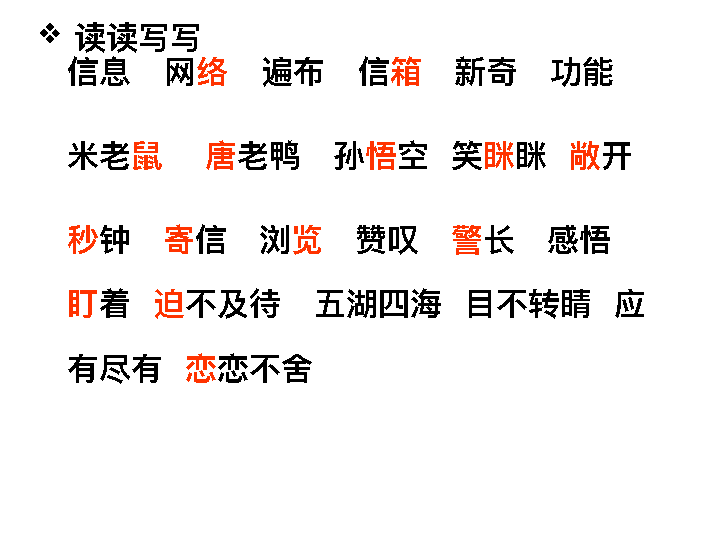 ❖ 读读写写
信息 网络 遍布 信箱 新奇 功能
米老鼠 唐老鸭 孙悟空 笑眯眯 敞开
秒钟 寄信 浏览 赞叹 警长 感悟
盯着 迫不及待 五湖四海 目不转睛 应
有尽有 恋恋不舍